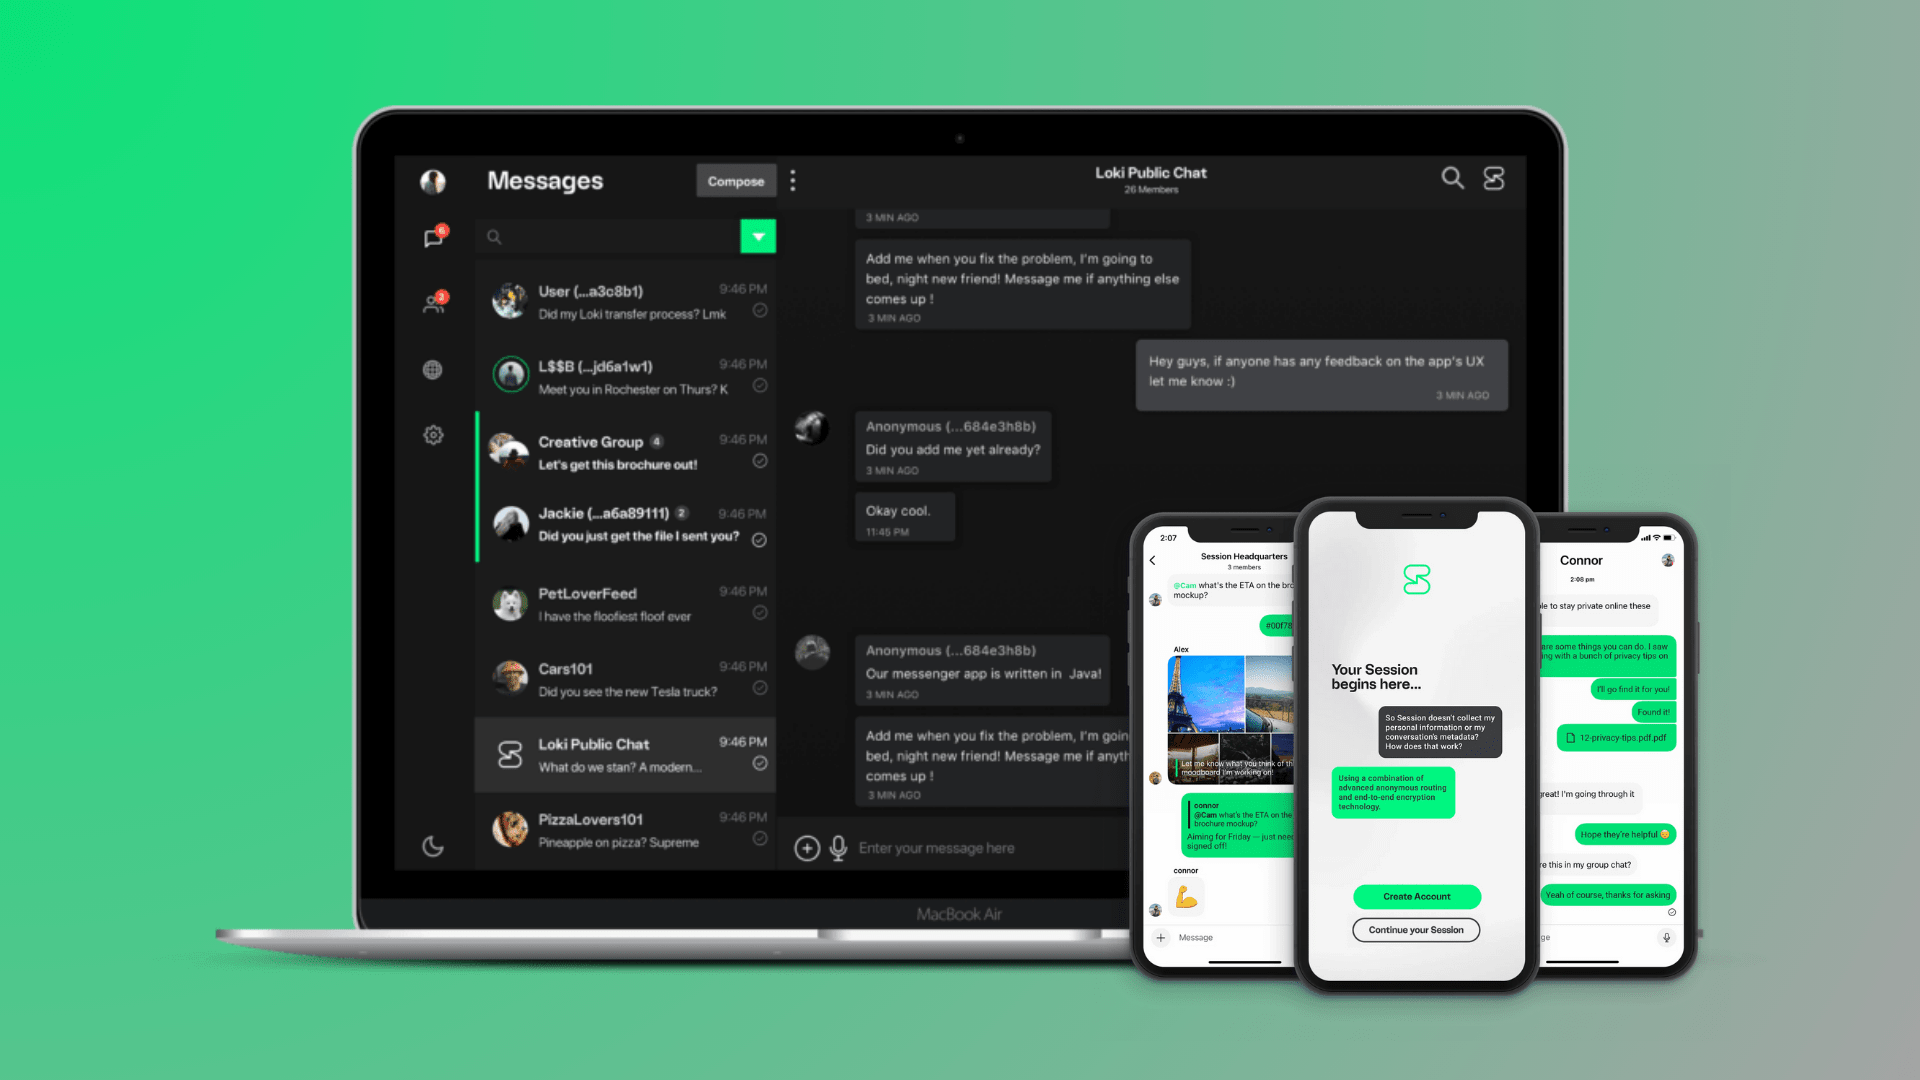 Messages
Compose
6
2
User (...a3c8b1)
9:46 PM
Did my Loki transfer process? Lmk
L$$B (...jd6a1w1)
9:46 PM
Meet you in Rochester on Thurs? K
Creative Group 4
9:46 PM
Let's get this brochure out!
Jackie (...a6a89111) 2
9:46 PM
Did you just get the file I sent you?
PetLoverFeed
9:46 PM
I have the floofiest floof ever
Cars101
9:46 PM
Did you see the new Tesla truck?
Loki Public Chat
9:46 PM
What do we stan? A modern...
PizzaLovers101
9:46 PM
Pineapple on pizza? Supreme
Loki Public Chat
26 Members
3 MIN AGO
Add me when you fix the problem, I'm going to
bed, night new friend! Message me if anything else
comes up !
3 MIN AGO
Hey guys, if anyone has any feedback on the app's UX
let me know :)
3 MIN AGO
Anonymous (...684e3h8b)
Did you add me yet already?
3 MIN AGO
Okay cool.
11:45 PM
Anonymous (...684e3h8b)
Our messenger app is written in Java!
3 MIN AGO
Add me when you fix the problem, I'm goin
bed, night new friend! Message me if anyth
comes up !
3 MIN AGO
Enter your message here
MacBook Air
2:07
Session Headquarters
3 members
@Cam what's the ETA on the bro
mockup?
#00f78
Alex
Let me know what you think of th
moodboard I'm working on!
connor
@Cam what's the ETA on the
brochure mockup?
Aiming for Friday — just nee
signed off!
connor
Message
Your Session
begins here...
So Session doesn't collect my
personal information or my
conversation's metadata?
How does that work?
Using a combination of
advanced anonymous routing
and end-to-end encryption
technology.
Create Account
Continue your Session
Connor
2:08 pm
le to stay private online these
are some things you can do. I saw
ing with a bunch of privacy tips on
I'll go find it for you!
Found it!
12-privacy-tips.pdf.pdf
great! I'm going through it
Hope they're helpful
re this in my group chat?
Yeah of course, thanks for asking
ge